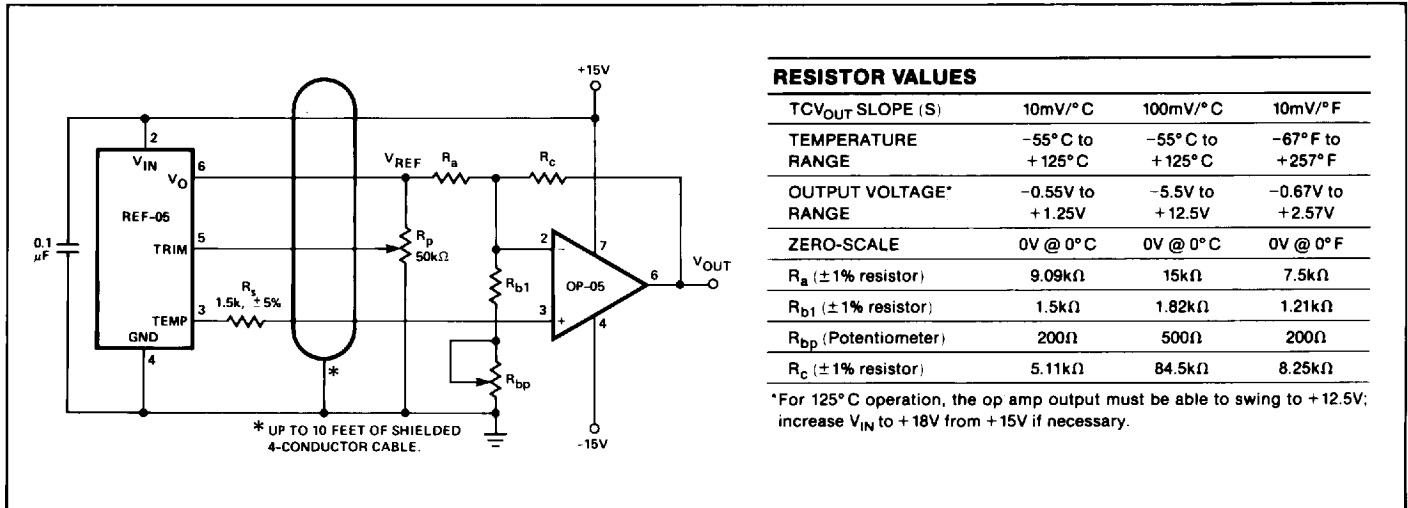 +15V
2
V_IN
6
V_O
V_REF
R_a
R_c
REF-05
0.1
μF
TRIM
5
R_p
50kΩ
2
−
7
R_b1
OP-05
6
V_OUT
R_s
1.5k, ±5%
TEMP
3
3
+
4
GND
4
*
R_bp
* UP TO 10 FEET OF SHIELDED
4-CONDUCTOR CABLE.
-15V
RESISTOR VALUES
TCV_OUT SLOPE (S) 10mV/°C 100mV/°C 10mV/°F
TEMPERATURE −55°C to −55°C to −67°F to
RANGE +125°C +125°C +257°F
OUTPUT VOLTAGE* −0.55V to −5.5V to −0.67V to
RANGE +1.25V +12.5V +2.57V
ZERO-SCALE 0V @ 0°C 0V @ 0°C 0V @ 0°F
R_a (±1% resistor) 9.09kΩ 15kΩ 7.5kΩ
R_b1 (±1% resistor) 1.5kΩ 1.82kΩ 1.21kΩ
R_bp (Potentiometer) 200Ω 500Ω 200Ω
R_c (±1% resistor) 5.11kΩ 84.5kΩ 8.25kΩ
*For 125°C operation, the op amp output must be able to swing to +12.5V;
increase V_IN to +18V from +15V if necessary.